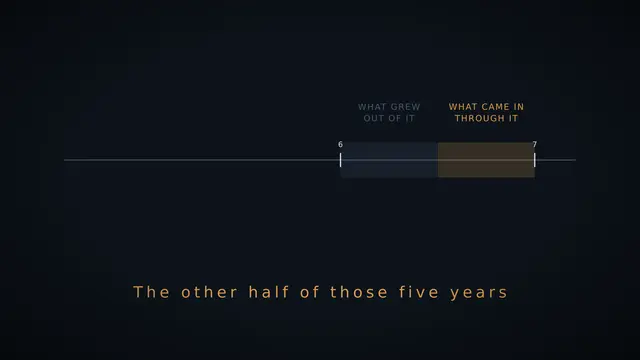 WHAT GREW
OUT OF IT
WHAT CAME IN
THROUGH IT
6
7
The other half of those five years